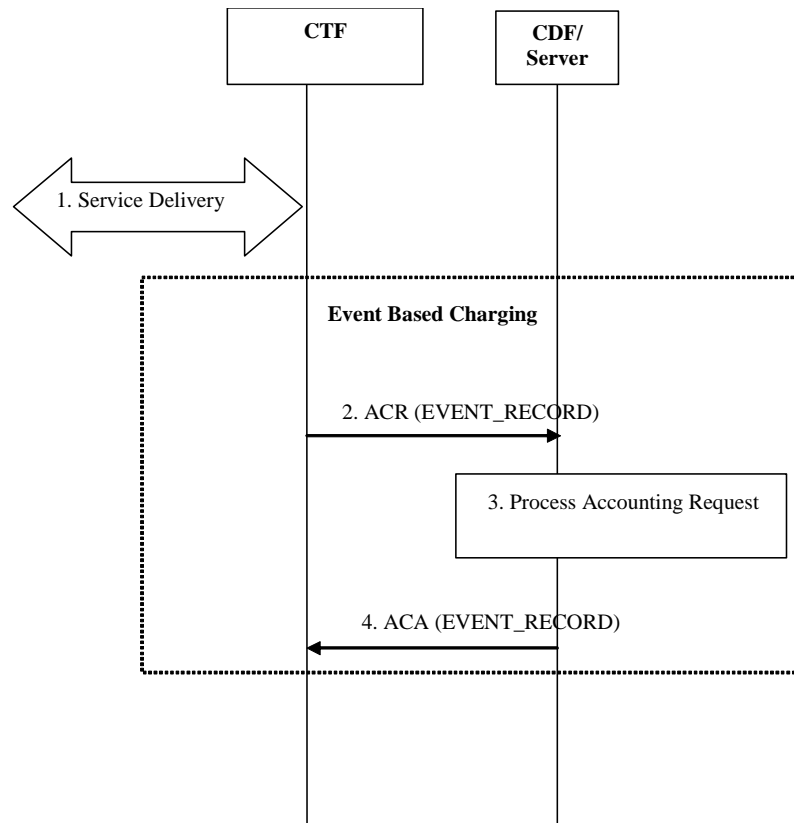 CTF
CDF/
Server
1. Service Delivery
Event Based Charging
2. ACR (EVENT_RECORD)
3. Process Accounting Request
4. ACA (EVENT_RECORD)